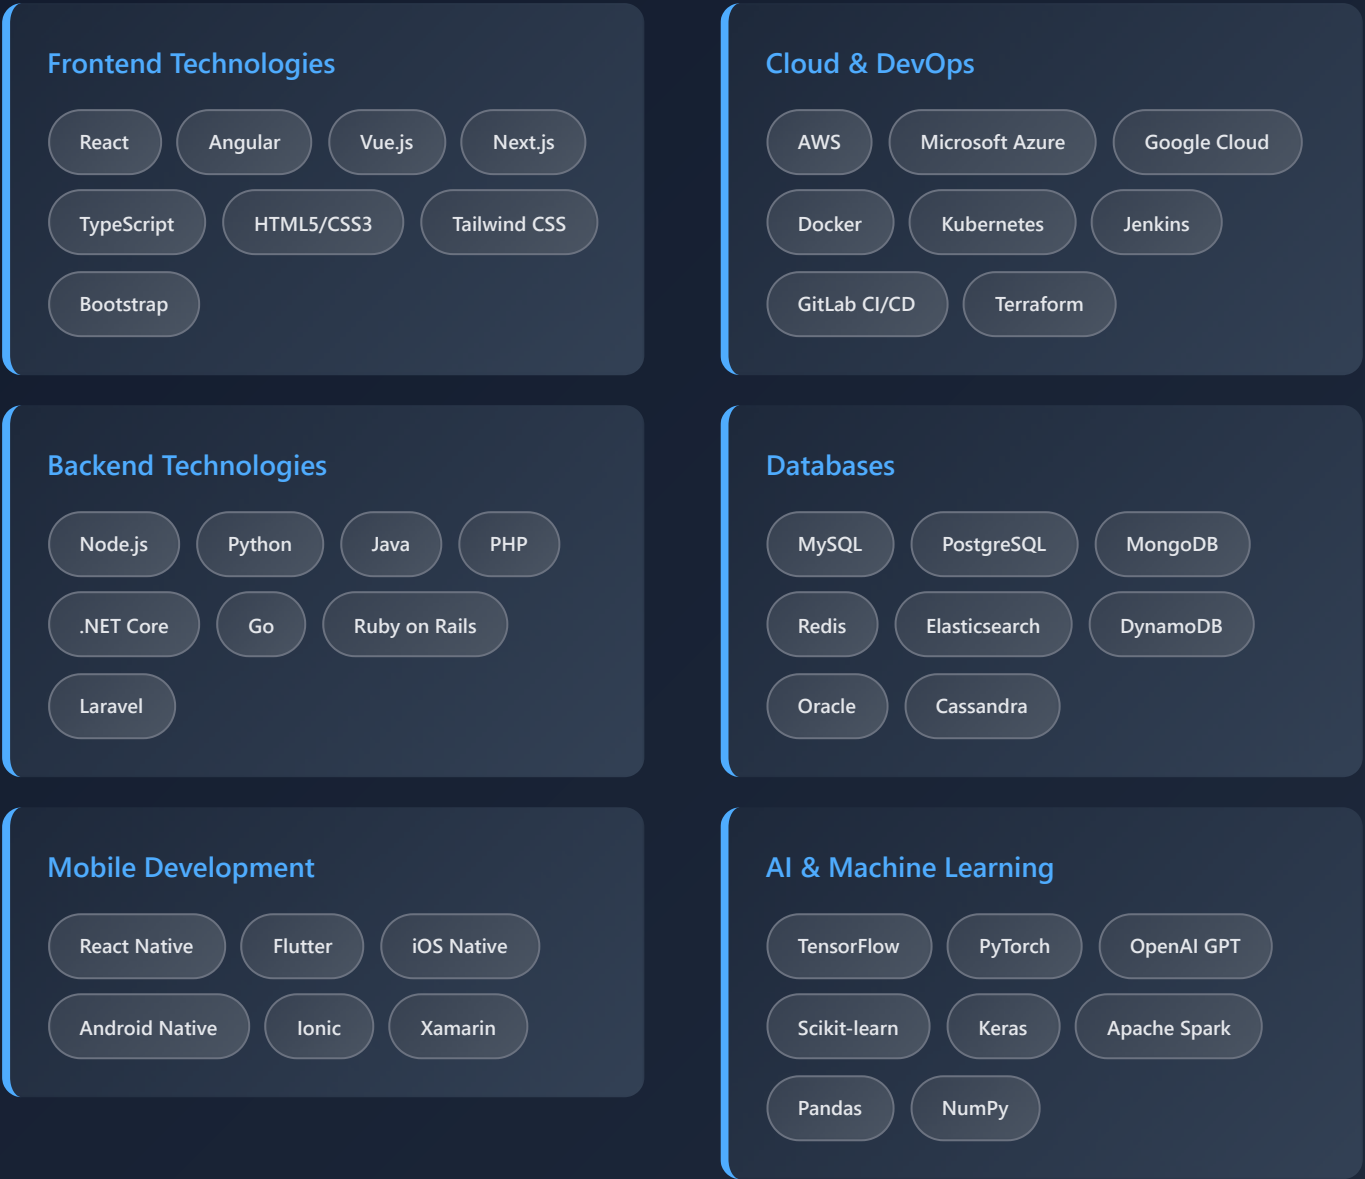 Frontend Technologies
React Angular Vue.js Next.js
TypeScript HTML5/CSS3 Tailwind CSS
Bootstrap
Cloud & DevOps
AWS Microsoft Azure Google Cloud
Docker Kubernetes Jenkins
GitLab CI/CD Terraform
Backend Technologies
Node.js Python Java PHP
.NET Core Go Ruby on Rails
Laravel
Databases
MySQL PostgreSQL MongoDB
Redis Elasticsearch DynamoDB
Oracle Cassandra
Mobile Development
React Native Flutter iOS Native
Android Native Ionic Xamarin
AI & Machine Learning
TensorFlow PyTorch OpenAI GPT
Scikit-learn Keras Apache Spark
Pandas NumPy